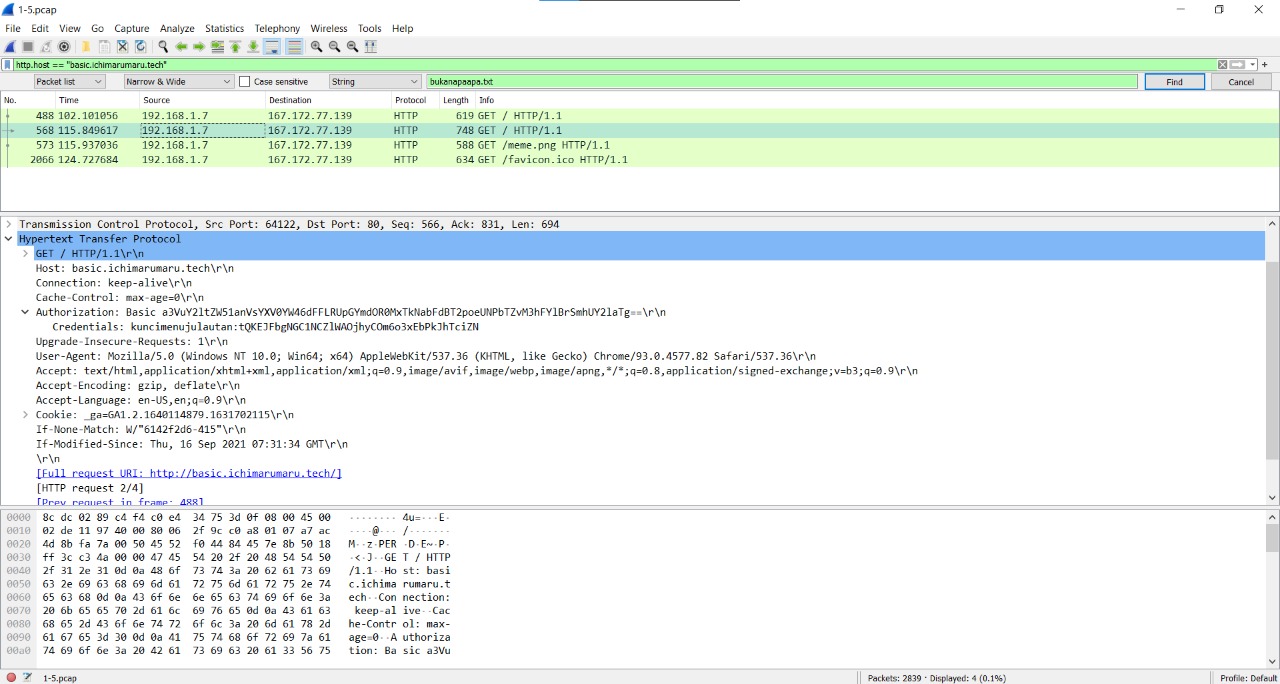 1-5.pcap
File Edit View Go Capture Analyze Statistics Telephony Wireless Tools Help
http.host == "basic.ichimarumaru.tech"
Packet list Narrow & Wide Case sensitive String bukanapaapa.txt Find Cancel
No. Time Source Destination Protocol Length Info
488 102.101056 192.168.1.7 167.172.77.139 HTTP 619 GET / HTTP/1.1
568 115.849617 192.168.1.7 167.172.77.139 HTTP 748 GET / HTTP/1.1
573 115.937036 192.168.1.7 167.172.77.139 HTTP 588 GET /meme.png HTTP/1.1
2066 124.727684 192.168.1.7 167.172.77.139 HTTP 634 GET /favicon.ico HTTP/1.1
Transmission Control Protocol, Src Port: 64122, Dst Port: 80, Seq: 566, Ack: 831, Len: 694
Hypertext Transfer Protocol
GET / HTTP/1.1\r\n
Host: basic.ichimarumaru.tech\r\n
Connection: keep-alive\r\n
Cache-Control: max-age=0\r\n
Authorization: Basic a3VuY2ltZW51anVsYXV0YW46dFFLRUpGYmdOR0MxTkNabFdBT2poeUNPbTZvM3hFYlBrSmhUY2laTg==\r\n
Credentials: kuncimenujulautan:tQKEJFbgNGC1NCZlWAOjhyCOm6o3xEbPkJhTciZN
Upgrade-Insecure-Requests: 1\r\n
User-Agent: Mozilla/5.0 (Windows NT 10.0; Win64; x64) AppleWebKit/537.36 (KHTML, like Gecko) Chrome/93.0.4577.82 Safari/537.36\r\n
Accept: text/html,application/xhtml+xml,application/xml;q=0.9,image/avif,image/webp,image/apng,*/*;q=0.8,application/signed-exchange;v=b3;q=0.9\r\n
Accept-Encoding: gzip, deflate\r\n
Accept-Language: en-US,en;q=0.9\r\n
Cookie: _ga=GA1.2.1640114879.1631702115\r\n
If-None-Match: W/"6142f2d6-415"\r\n
If-Modified-Since: Thu, 16 Sep 2021 07:31:34 GMT\r\n
\r\n
[Full request URI: http://basic.ichimarumaru.tech/]
[HTTP request 2/4]
[Prev request in frame: 488]
0000 8c dc 02 89 c4 f4 c0 e4 34 75 3d 0f 08 00 45 00 ········ 4u=···E·
0010 02 de 11 97 40 00 80 06 2f 9c c0 a8 01 07 a7 ac ····@··· /·······
0020 4d 8b fa 7a 00 50 45 52 f0 44 84 45 7e 8b 50 18 M··z·PER ·D·E~·P·
0030 ff 3c c3 4a 00 00 47 45 54 20 2f 20 48 54 54 50 ·<·J··GE T / HTTP
0040 2f 31 2e 31 0d 0a 48 6f 73 74 3a 20 62 61 73 69 /1.1··Ho st: basi
0050 63 2e 69 63 68 69 6d 61 72 75 6d 61 72 75 2e 74 c.ichima rumaru.t
0060 65 63 68 0d 0a 43 6f 6e 6e 65 63 74 69 6f 6e 3a ech··Con nection:
0070 20 6b 65 65 70 2d 61 6c 69 76 65 0d 0a 43 61 63 keep-al ive··Cac
0080 68 65 2d 43 6f 6e 74 72 6f 6c 3a 20 6d 61 78 2d he-Contr ol: max-
0090 61 67 65 3d 30 0d 0a 41 75 74 68 6f 72 69 7a 61 age=0··A uthoriza
00a0 74 69 6f 6e 3a 20 42 61 73 69 63 20 61 33 56 75 tion: Ba sic a3Vu
1-5.pcap Packets: 2839 · Displayed: 4 (0.1%) Profile: Default